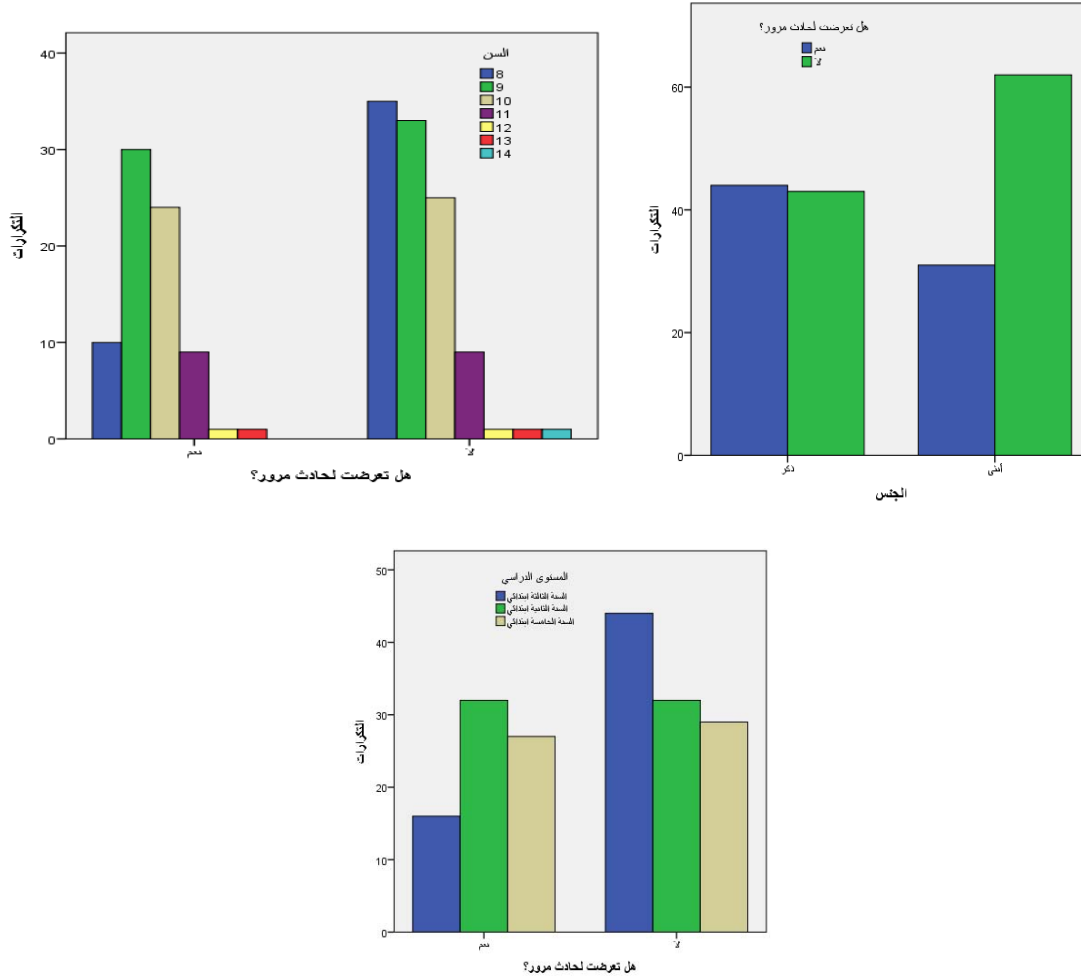 السن
8
9
10
11
12
13
14
40
30
20
10
0
التكرارات
نعم
لا
هل تعرضت لحادث مرور؟
هل تعرضت لحادث مرور؟
نعم
لا
60
40
20
0
التكرارات
ذكر
أنثى
الجنس
المستوى الدراسي
السنة الثالثة ابتدائي
السنة الثانية ابتدائي
السنة الخامسة ابتدائي
50
40
30
20
10
0
التكرارات
نعم
لا
هل تعرضت لحادث مرور؟